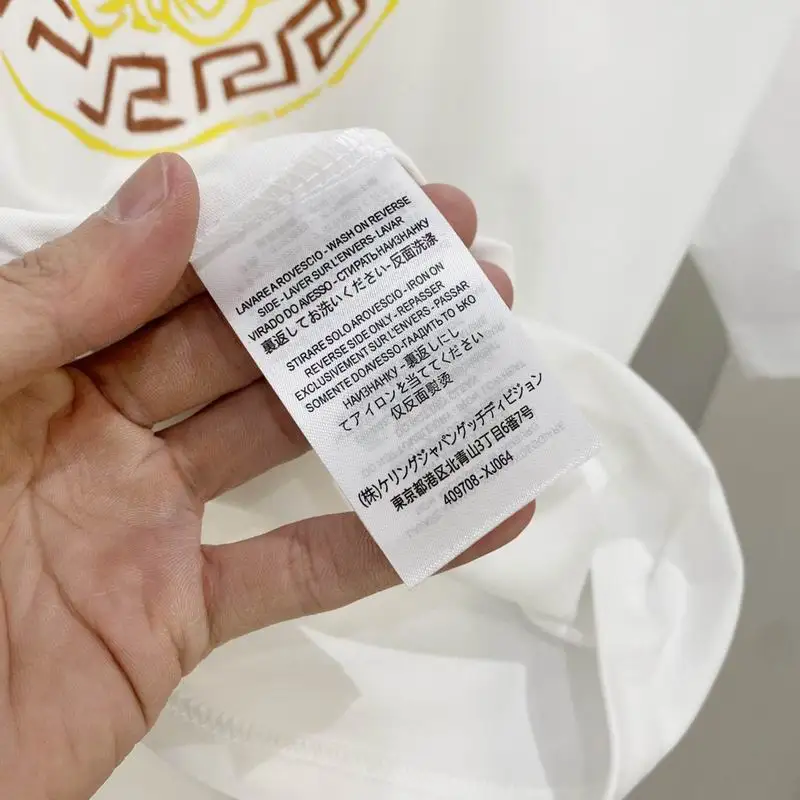 LAVARE A ROVESCIO - WASH ON REVERSE
SIDE - LAVER SUR L'ENVERS - LAVAR
VIRADO DO AVESSO - СТИРАТЬ НАИЗНАНКУ
裏返してお洗いください - 反面洗涤
STIRARE SOLO A ROVESCIO - IRON ON
REVERSE SIDE ONLY - REPASSER
EXCLUSIVEMENT SUR L'ENVERS - PASSAR
SOMENTE DO AVESSO - ГЛАДИТЬ ТО ЬКО
НАИЗНАНКУ - 裏返しにし
てアイロンを当ててください
仅反面熨烫
(株)ケリングジャパングッチディビジョン
東京都港区北青山3丁目6番7号
409708 - XJ064